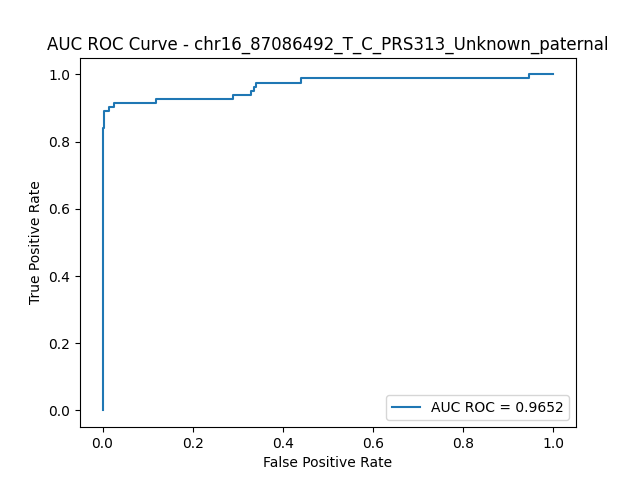 AUC ROC Curve - chr16_87086492_T_C_PRS313_Unknown_paternal
1.0
0.8
0.6
0.4
0.2
0.0
True Positive Rate
AUC ROC = 0.9652
0.0 0.2 0.4 0.6 0.8 1.0
False Positive Rate